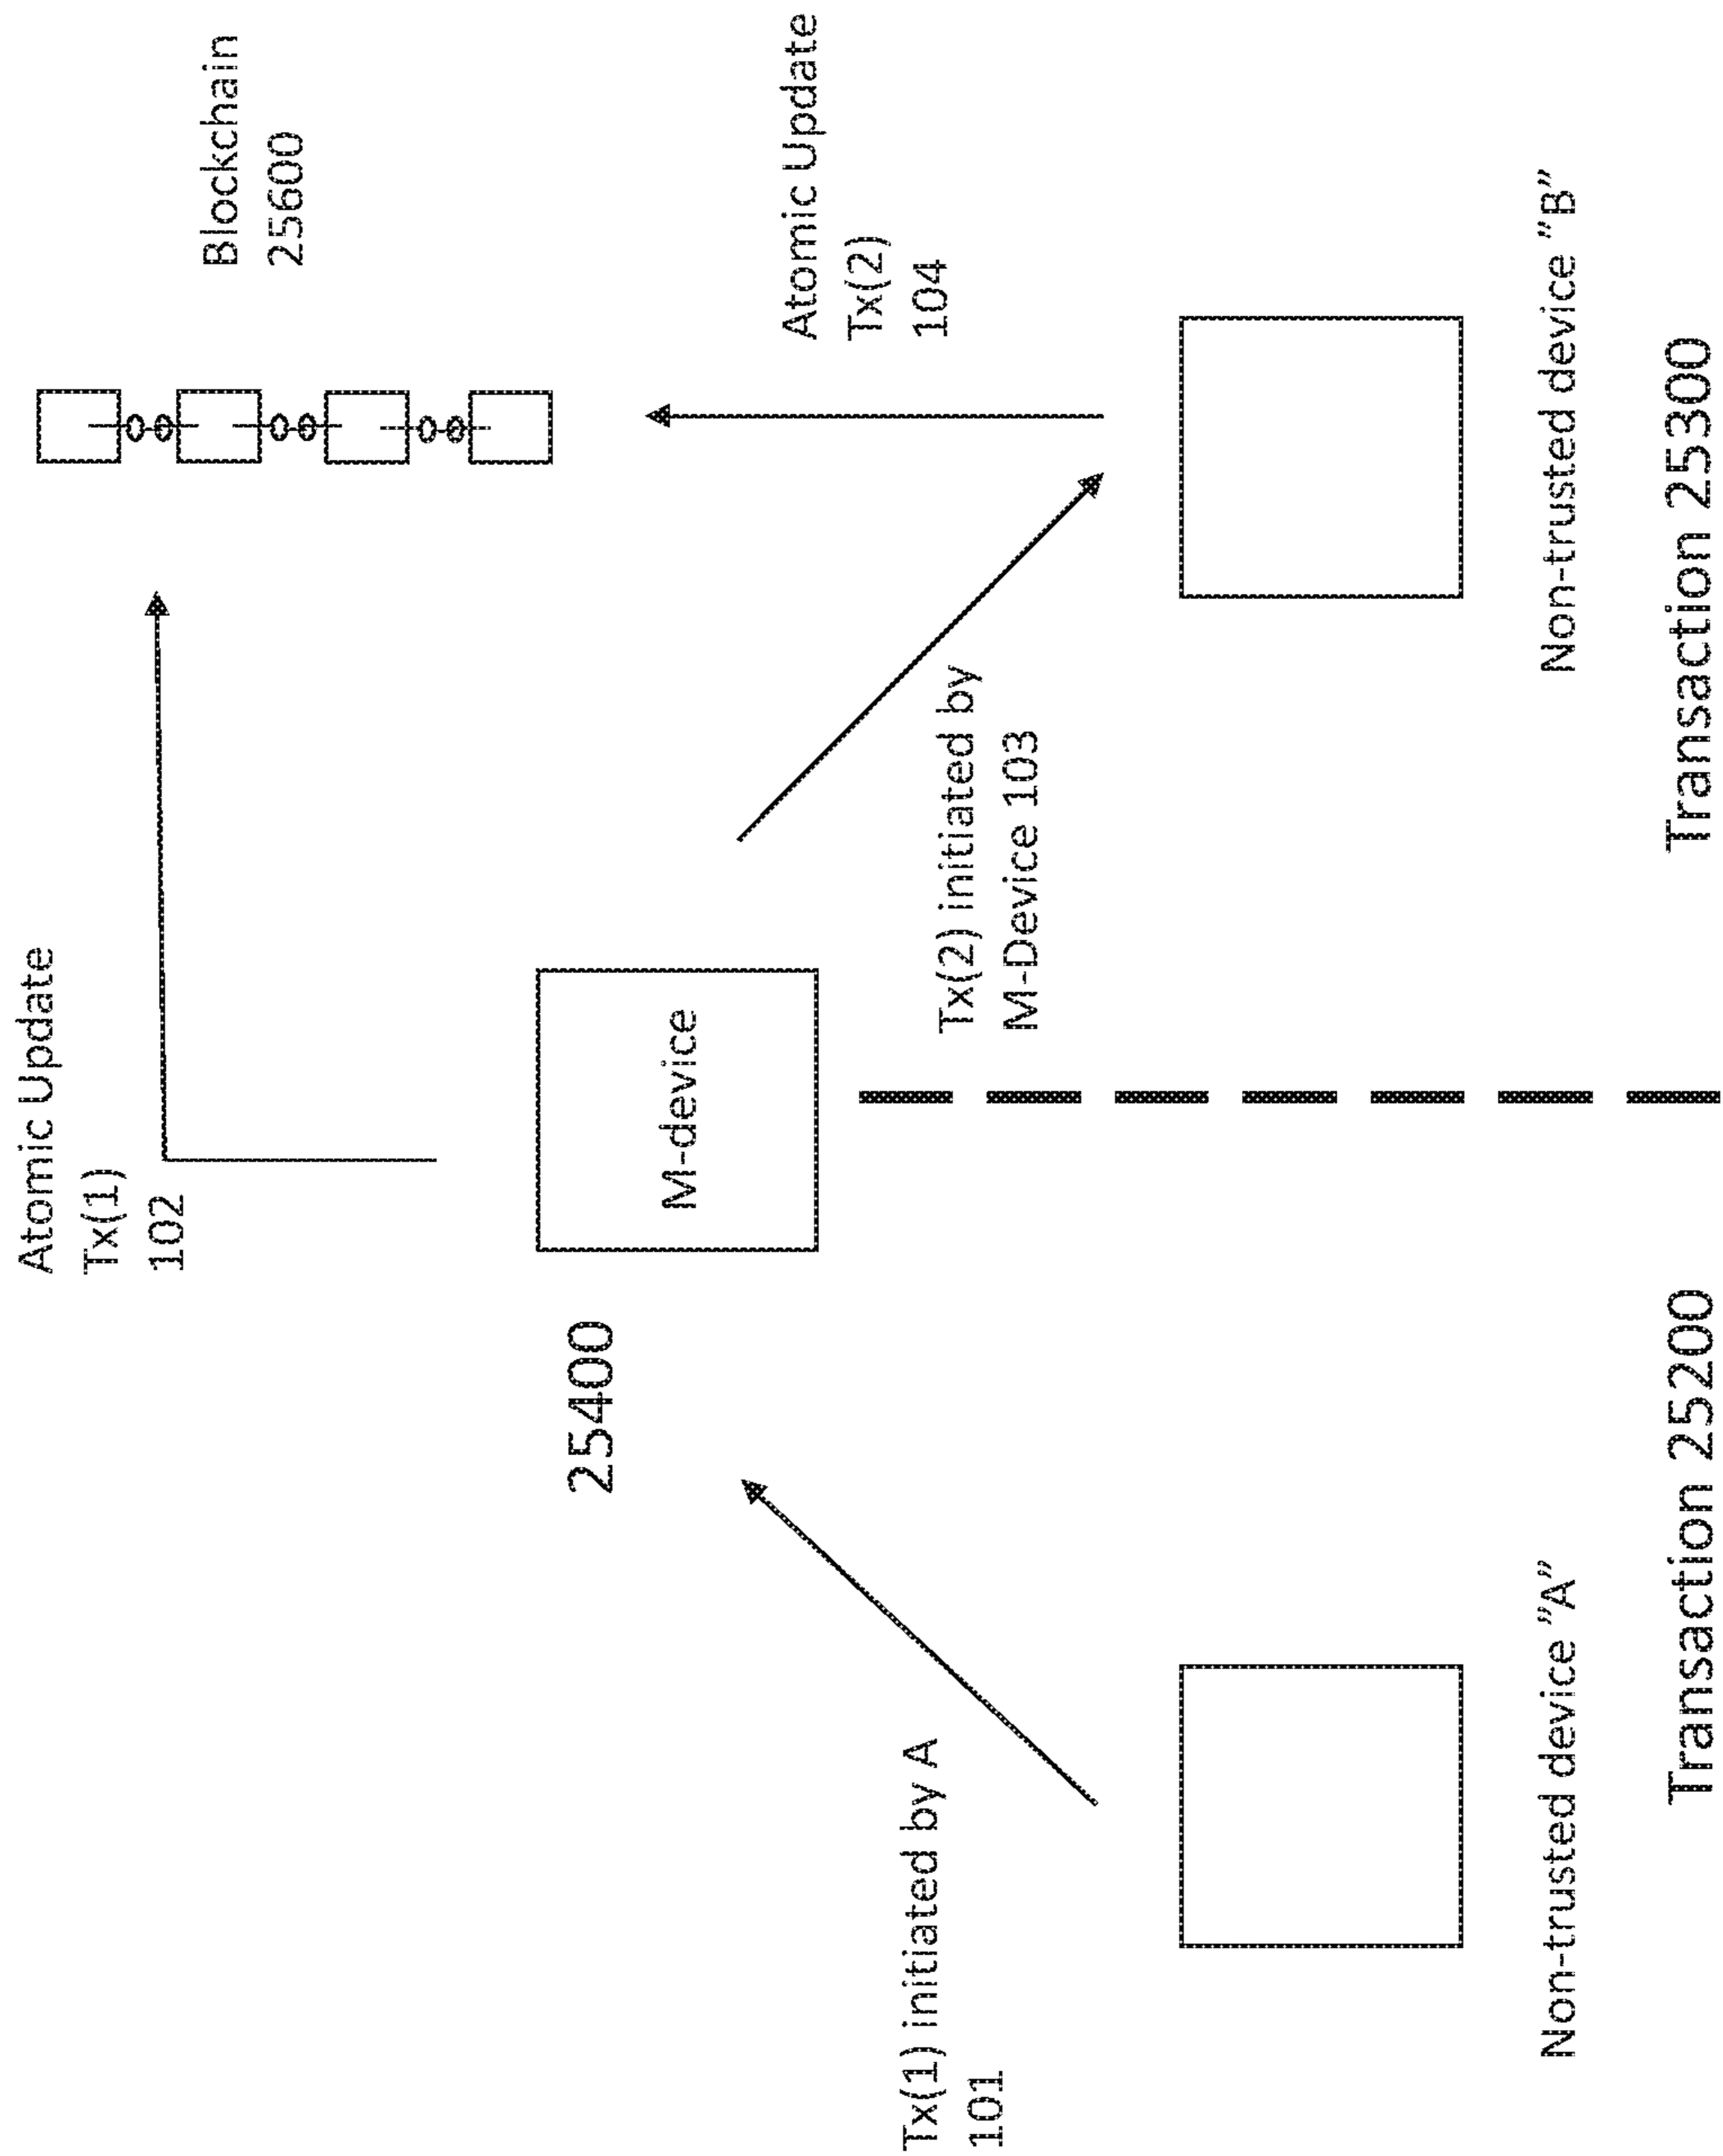 Atomic Update
Tx(1)
102
Blockchain
25600
25400
M-device
Atomic Update
Tx(2)
104
Tx(1) initiated by A
101
Tx(2) initiated by
M-Device 103
Non-trusted device ”A”
Non-trusted device ”B”
Transaction 25200
Transaction 25300